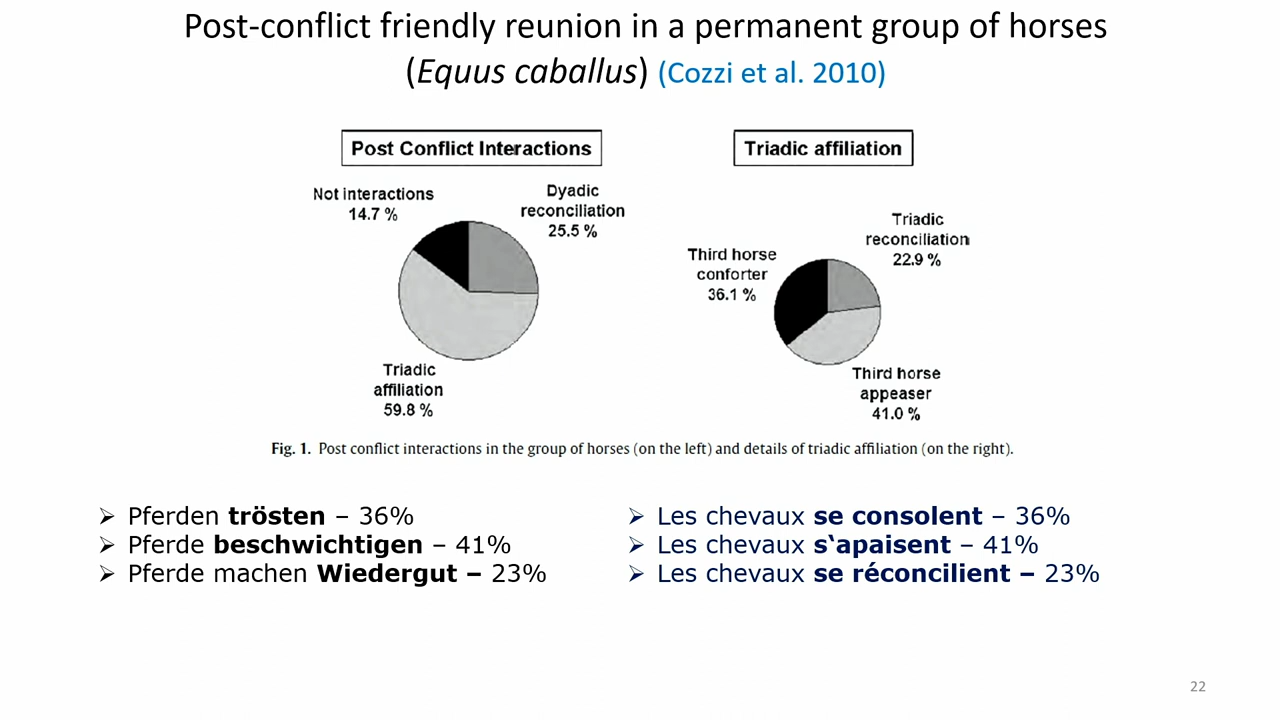 Post-conflict friendly reunion in a permanent group of horses
(Equus caballus) (Cozzi et al. 2010)
Post Conflict Interactions
Not interactions
14.7 %
Dyadic
reconciliation
25.5 %
Triadic
affiliation
59.8 %
Triadic affiliation
Third horse
conforter
36.1 %
Triadic
reconciliation
22.9 %
Third horse
appeaser
41.0 %
Fig. 1. Post conflict interactions in the group of horses (on the left) and details of triadic affiliation (on the right).
➢ Pferden trösten – 36%
➢ Pferde beschwichtigen – 41%
➢ Pferde machen Wiedergut – 23%
➢ Les chevaux se consolent – 36%
➢ Les chevaux s‘apaisent – 41%
➢ Les chevaux se réconcilient – 23%
22